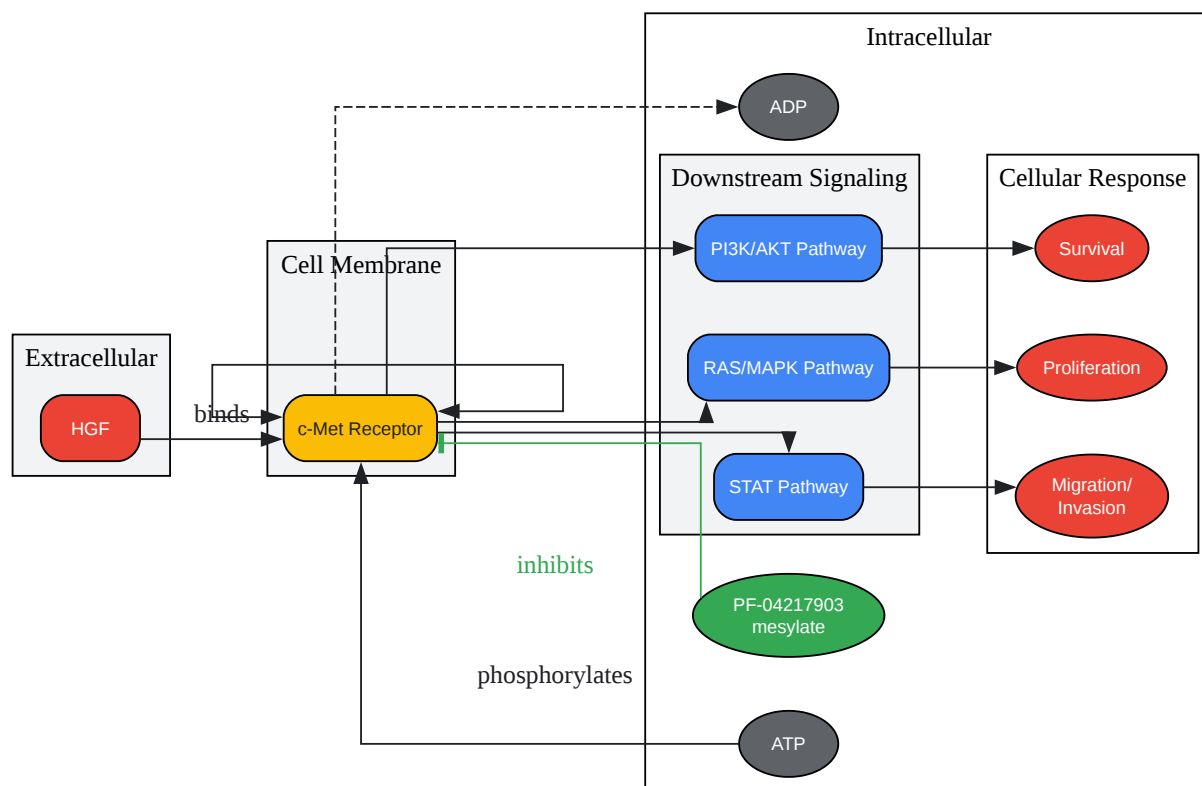 Intracellular
ADP
Downstream Signaling
Cellular Response
PI3K/AKT Pathway
Survival
Cell Membrane
Extracellular
RAS/MAPK Pathway
Proliferation
binds
HGF
c-Met Receptor
STAT Pathway
Migration/
Invasion
inhibits
PF-04217903
mesylate
phosphorylates
ATP